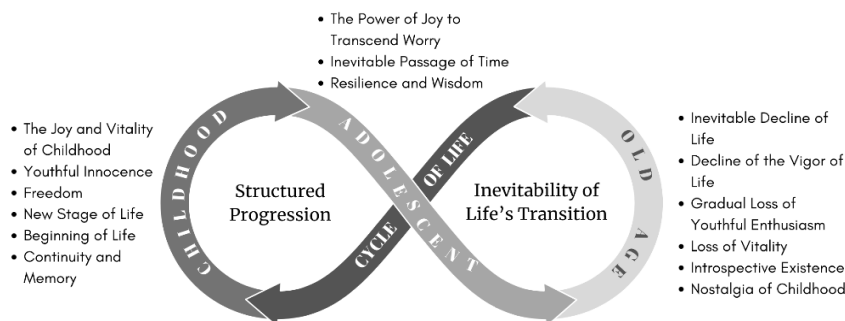 • The Power of Joy to
Transcend Worry
• Inevitable Passage of Time
• Resilience and Wisdom
• The Joy and Vitality
of Childhood
• Youthful Innocence
• Freedom
• New Stage of Life
• Beginning of Life
• Continuity and
Memory
CHILDHOOD
Structured
Progression
ADOLESCENT
CYCLE OF LIFE
Inevitability of
Life’s Transition
OLD AGE
• Inevitable Decline of
Life
• Decline of the Vigor of
Life
• Gradual Loss of
Youthful Enthusiasm
• Loss of Vitality
• Introspective Existence
• Nostalgia of Childhood